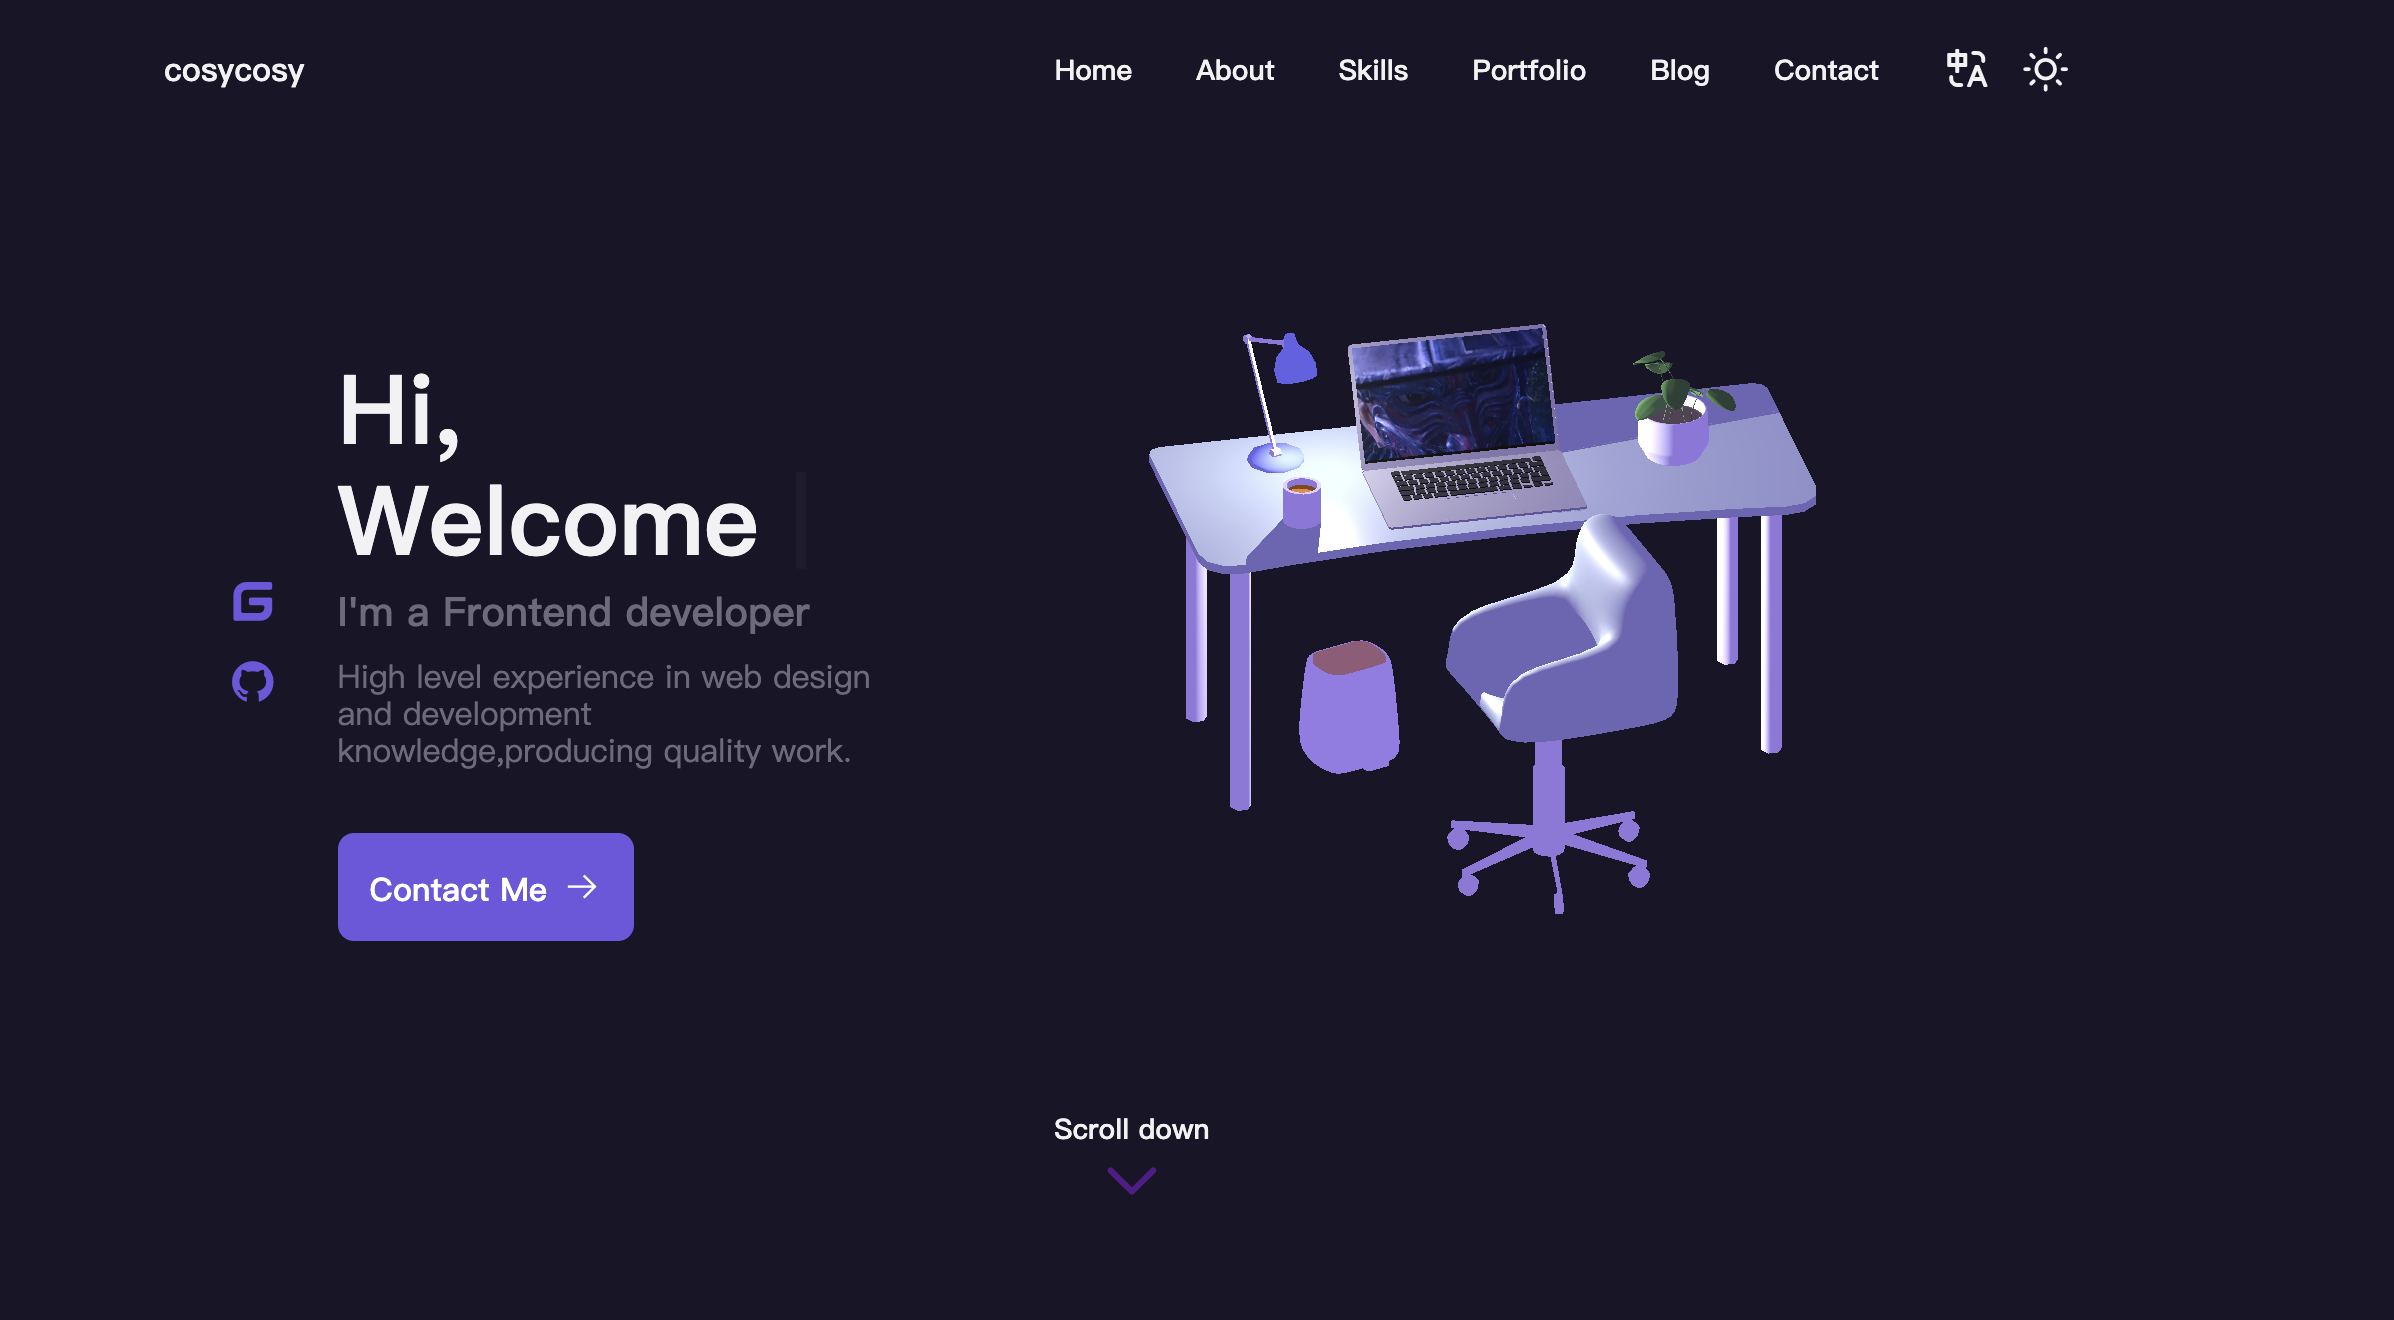 cosycosy
Home About Skills Portfolio Blog Contact
Hi,
Welcome
I'm a Frontend developer
High level experience in web design
and development
knowledge,producing quality work.
Contact Me
Scroll down